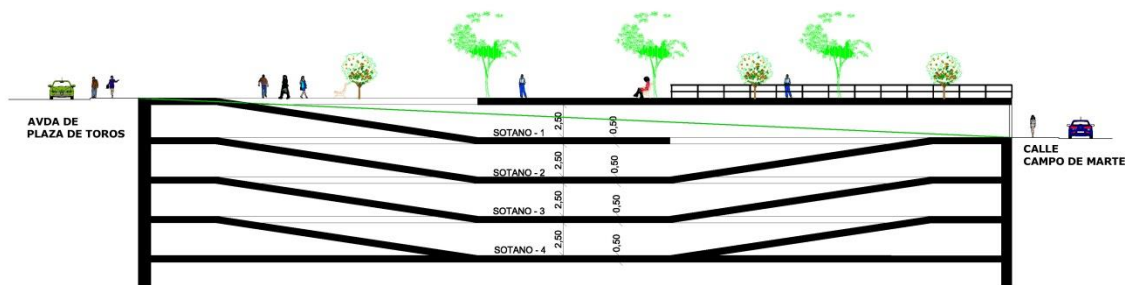 AVDA DE
PLAZA DE TOROS
SOTANO - 1
2,50
0,50
CALLE
CAMPO DE MARTE
SOTANO - 2
2,50
0,50
SOTANO - 3
2,50
0,50
SOTANO - 4
2,50
0,50